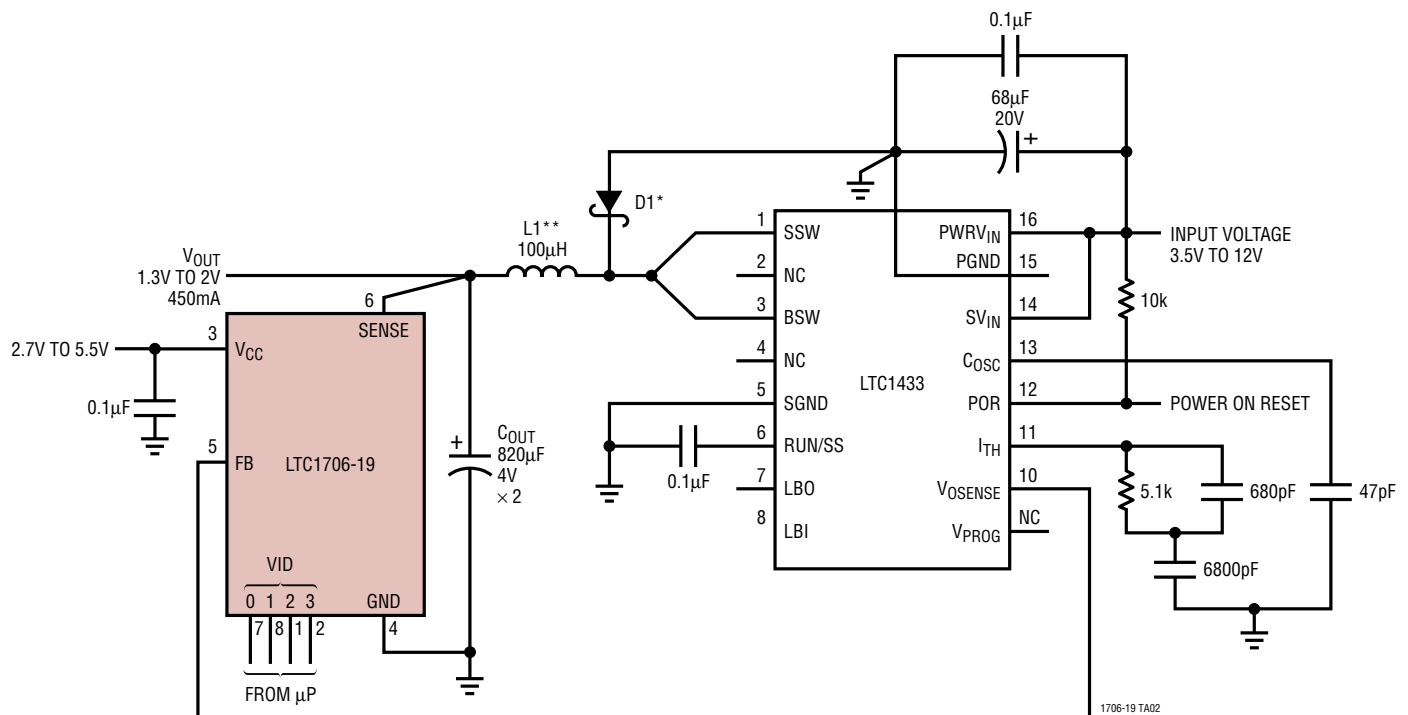 0.1µF
68µF
20V
D1*
L1**
100µH
VOUT
1.3V TO 2V
450mA
6
SENSE
3
VCC
2.7V TO 5.5V
0.1µF
5
FB
LTC1706-19
VID
0 1 2 3
7 8 1 2
GND
4
FROM µP
+
COUT
820µF
4V
× 2
+
1
SSW
2
NC
3
BSW
4
NC
5
SGND
6
RUN/SS
7
LBO
8
LBI
0.1µF
LTC1433
PWRVIN
16
PGND
15
SVIN
14
COSC
13
POR
12
ITH
11
VOSENSE
10
VPROG
NC
INPUT VOLTAGE
3.5V TO 12V
10k
POWER ON RESET
5.1k
680pF
47pF
6800pF
1706-19 TA02